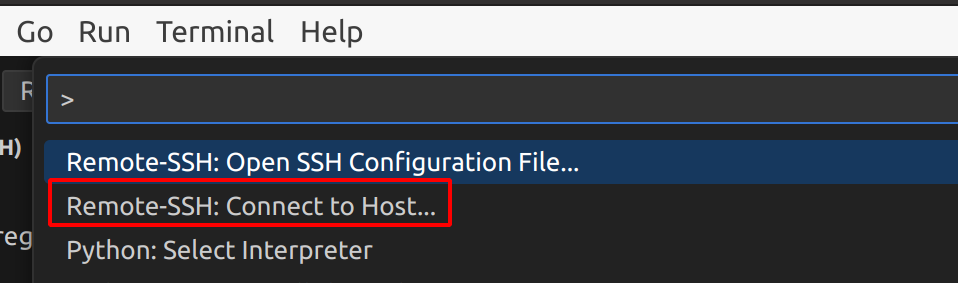 Go Run Terminal Help
R
>
H)
Remote-SSH: Open SSH Configuration File...
Remote-SSH: Connect to Host...
reg
Python: Select Interpreter